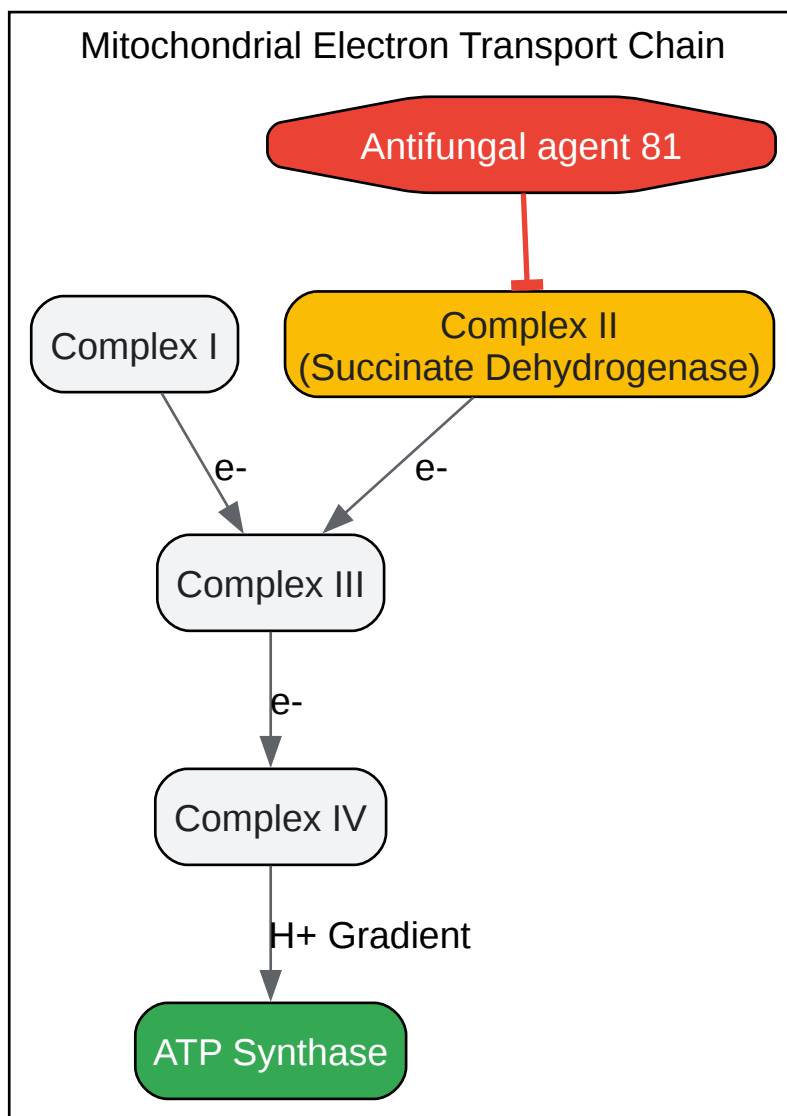 Mitochondrial Electron Transport Chain
Antifungal agent 81
Complex I
Complex II
(Succinate Dehydrogenase)
e-
e-
Complex III
e-
Complex IV
H+ Gradient
ATP Synthase